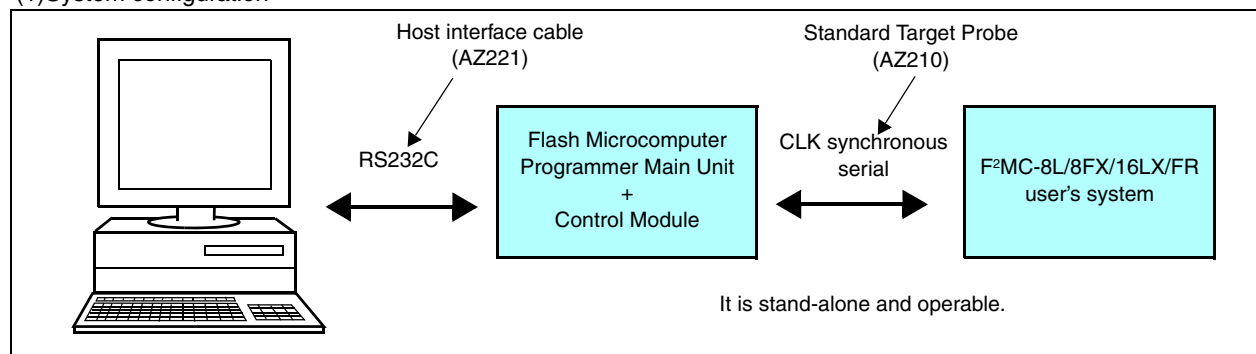 (1)System configuration
Host interface cable
(AZ221)
Standard Target Probe
(AZ210)
RS232C
Flash Microcomputer
Programmer Main Unit
+
Control Module
CLK synchronous
serial
F²MC-8L/8FX/16LX/FR
user's system
It is stand-alone and operable.